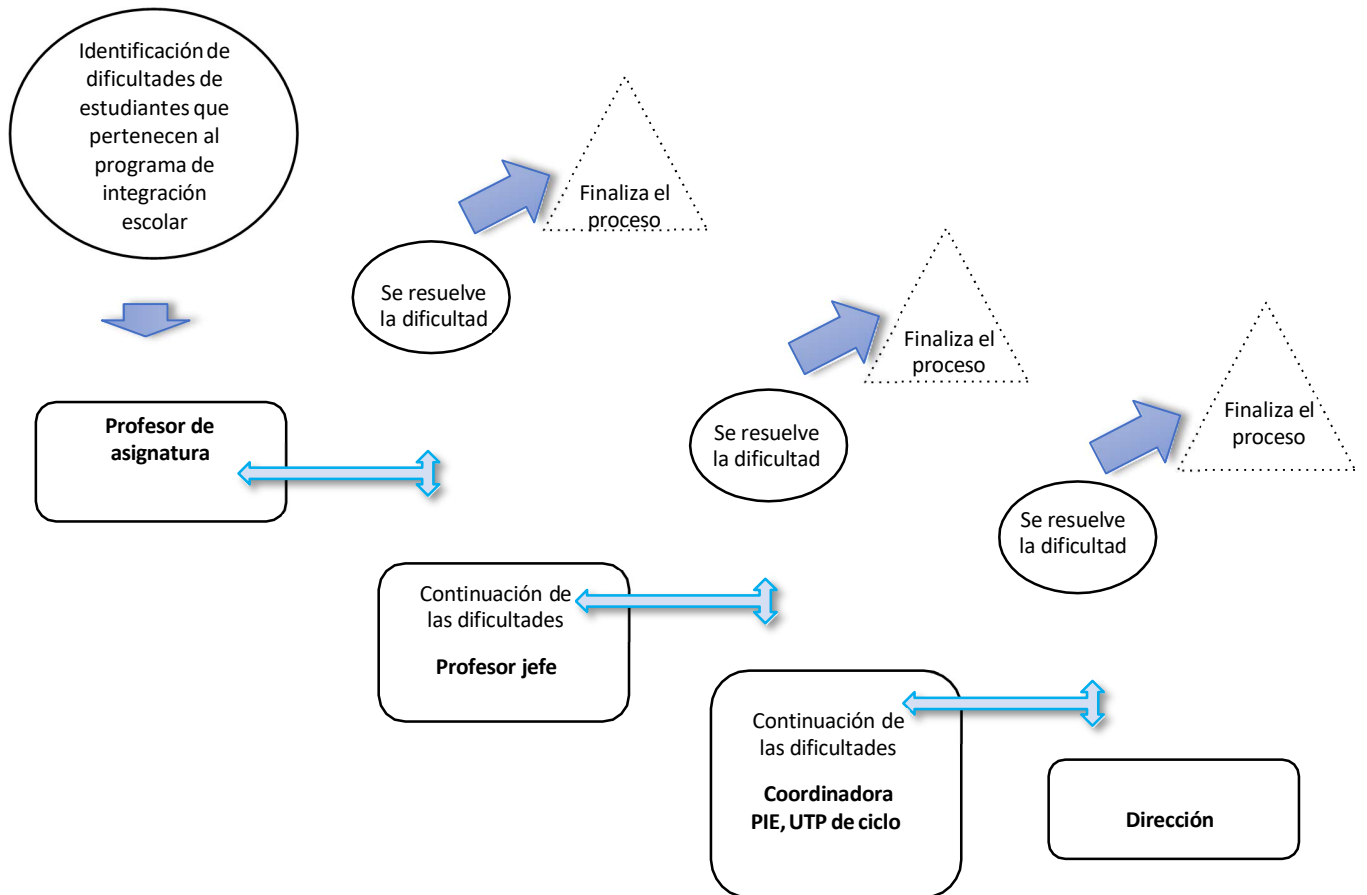 Identificación de
dificultades de
estudiantes que
pertenecen al
programa de
integración
escolar
Finaliza el
proceso
Se resuelve
la dificultad
Finaliza el
proceso
Se resuelve
la dificultad
Finaliza el
proceso
Se resuelve
la dificultad
Profesor de
asignatura
Continuación de
las dificultades
Profesor jefe
Continuación de
las dificultades
Coordinadora
PIE, UTP de ciclo
Dirección